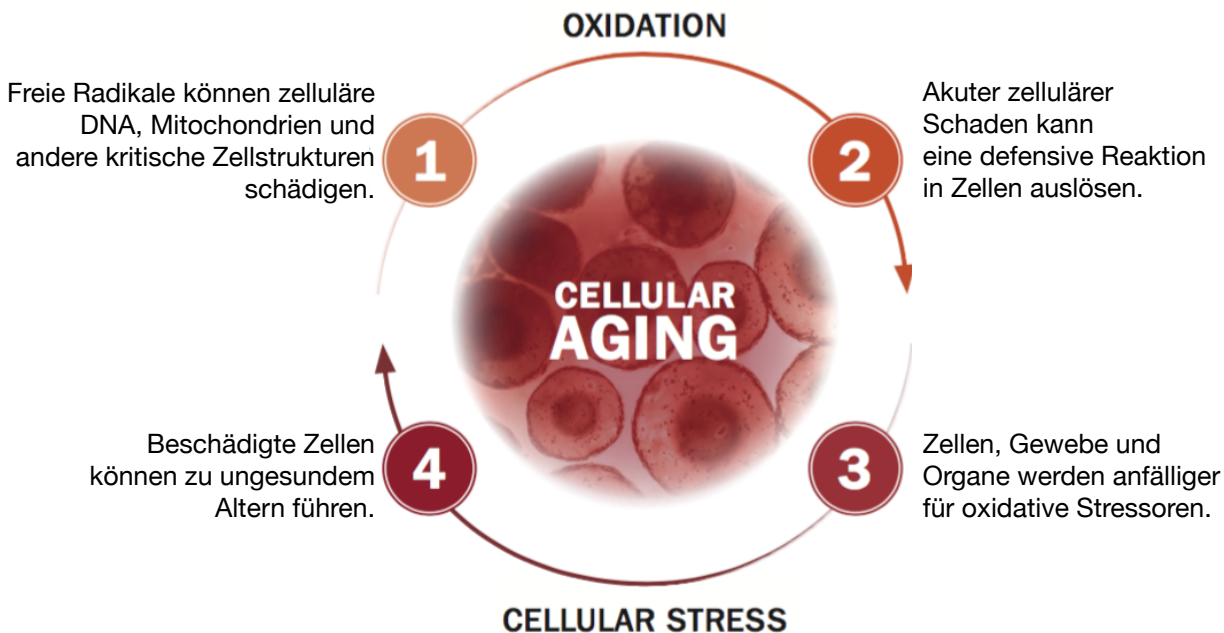 OXIDATION
Freie Radikale können zelluläre
DNA, Mitochondrien und
andere kritische Zellstrukturen
schädigen.
1
2
Akuter zellulärer
Schaden kann
eine defensive Reaktion
in Zellen auslösen.
CELLULAR
AGING
Beschädigte Zellen
können zu ungesundem
Altern führen.
4
3
Zellen, Gewebe und
Organe werden anfälliger
für oxidative Stressoren.
CELLULAR STRESS